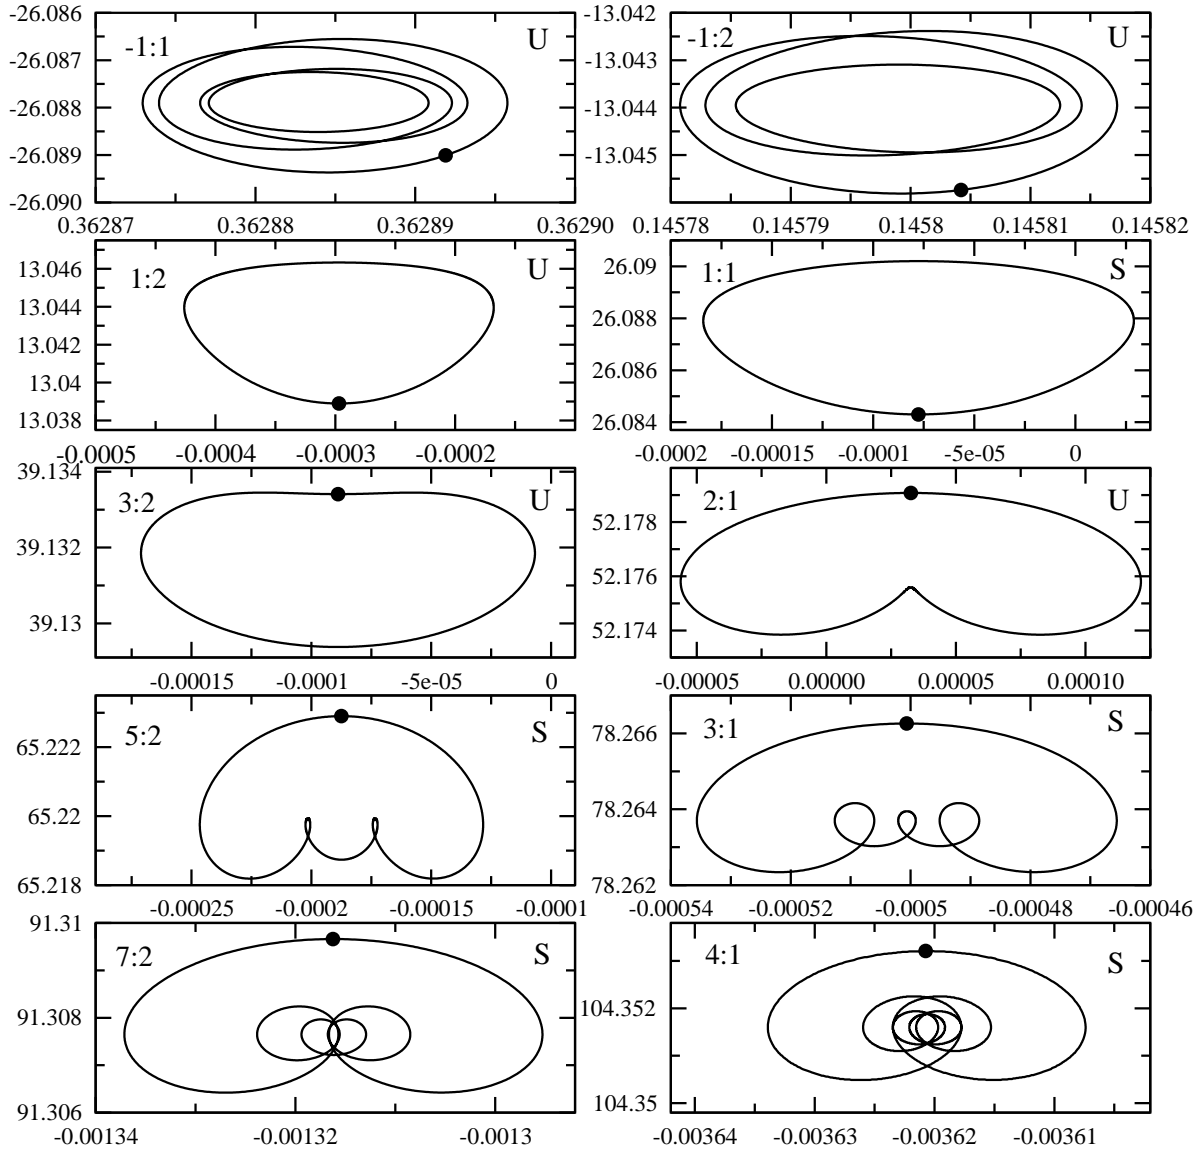 -26.086
-1:1
U
-26.087
-26.088
-26.089
-26.090
0.36287 0.36288 0.36289 0.36290
-13.042
-1:2
U
-13.043
-13.044
-13.045
0.14578 0.14579 0.1458 0.14581 0.14582
13.046
1:2
U
13.044
13.042
13.04
13.038
-0.0005 -0.0004 -0.0003 -0.0002
26.09
1:1
S
26.088
26.086
26.084
-0.0002 -0.00015 -0.0001 -5e-05 0
39.134
3:2
U
39.132
39.13
-0.00015 -0.0001 -5e-05 0
2:1
U
52.178
52.176
52.174
-0.00005 0.00000 0.00005 0.00010
5:2
S
65.222
65.22
65.218
-0.00025 -0.0002 -0.00015 -0.0001
3:1
S
78.266
78.264
78.262
-0.00054 -0.00052 -0.0005 -0.00048 -0.00046
91.31
7:2
S
91.308
91.306
-0.00134 -0.00132 -0.0013
4:1
S
104.352
104.35
-0.00364 -0.00363 -0.00362 -0.00361